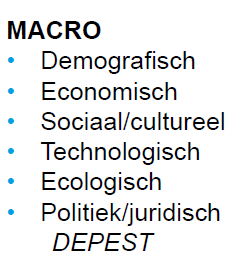 MACRO
• Demografisch
• Economisch
• Sociaal/cultureel
• Technologisch
• Ecologisch
• Politiek/juridisch
DEPEST